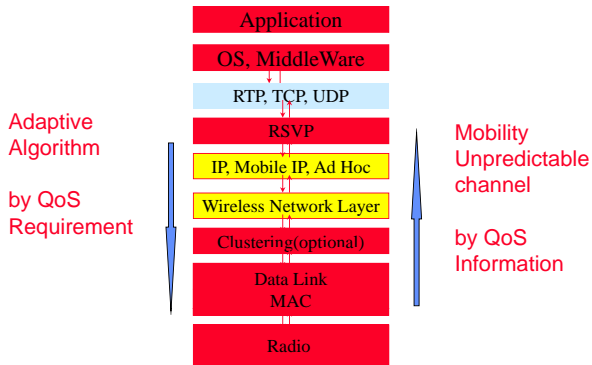 Application
OS, MiddleWare
RTP, TCP, UDP
RSVP
IP, Mobile IP, Ad Hoc
Wireless Network Layer
Clustering(optional)
Data Link
MAC
Radio
Adaptive
Algorithm
by QoS
Requirement
Mobility
Unpredictable
channel
by QoS
Information